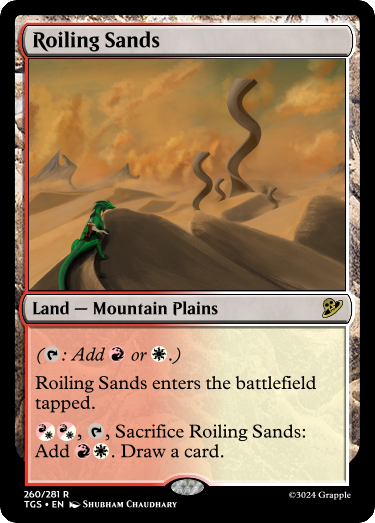 Roiling Sands
Land — Mountain Plains
(: Add or .)
Roiling Sands enters the battlefield
tapped.
, , Sacrifice Roiling Sands:
Add . Draw a card.
260/281 R
TGS • EN Shubham Chaudhary
©3024 Grapple